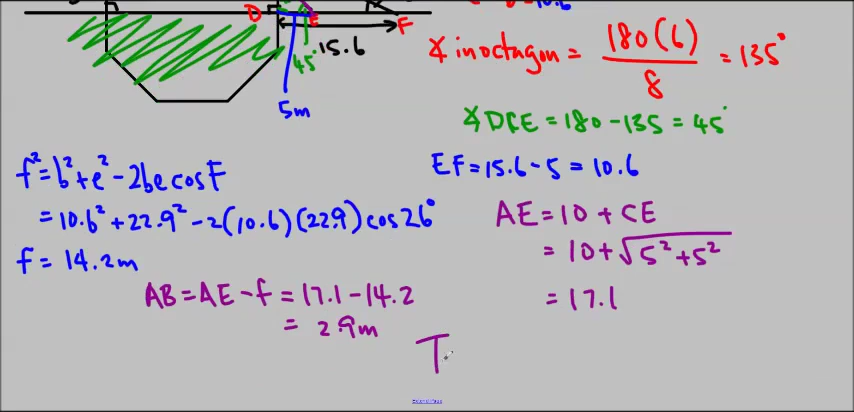 D E F
15.6
45°
5m
∡ in octagon = 180(6)/8 = 135°
∡DCE = 180 - 135 = 45°
f² = b² + e² - 2be cosF
EF = 15.6 - 5 = 10.6
= 10.6² + 22.9² - 2(10.6)(22.9) cos 26°
AE = 10 + CE
f = 14.2m
= 10 + √5² + 5²
AB = AE - f = 17.1 - 14.2
= 17.1
= 2.9m
T